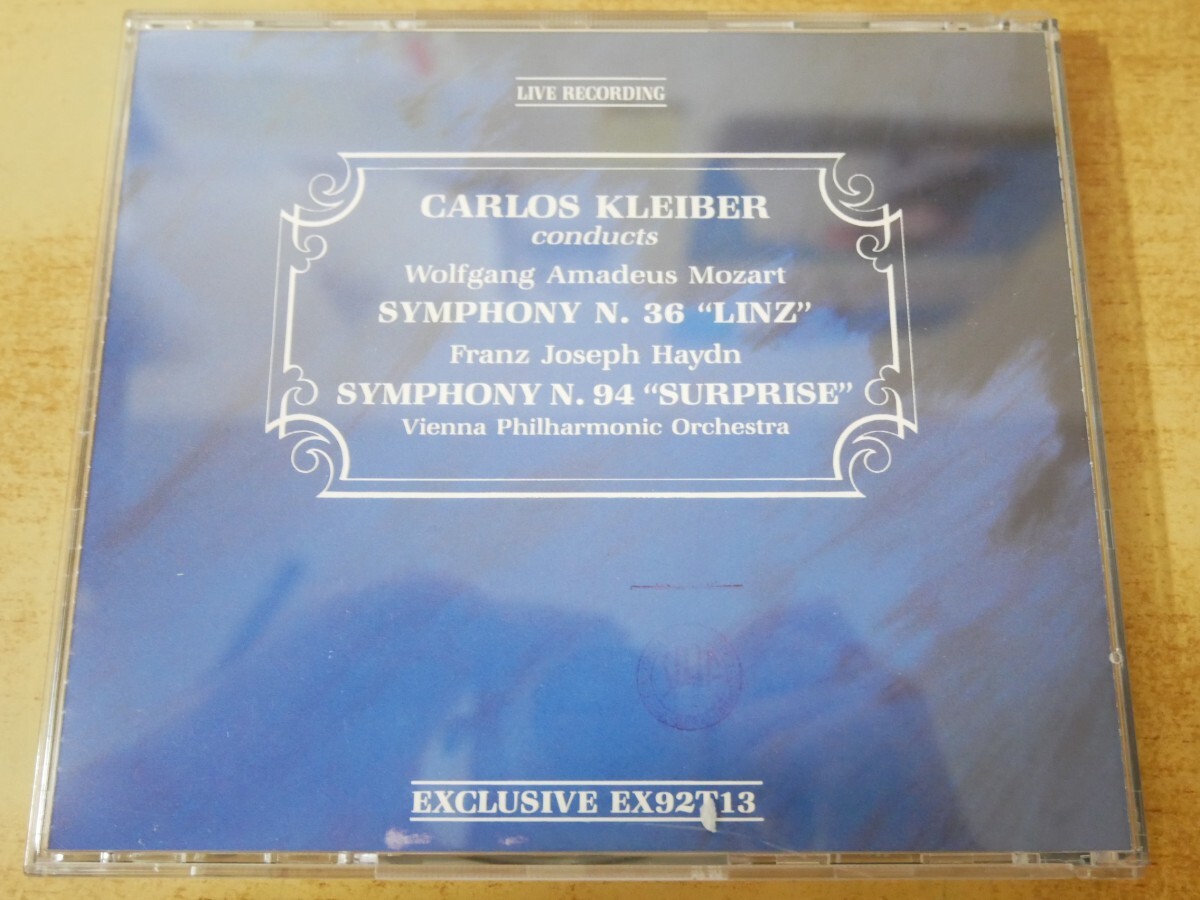 LIVE RECORDING
CARLOS KLEIBER
conducts
Wolfgang Amadeus Mozart
SYMPHONY N. 36 “LINZ”
Franz Joseph Haydn
SYMPHONY N. 94 “SURPRISE”
Vienna Philharmonic Orchestra
EXCLUSIVE EX92T13